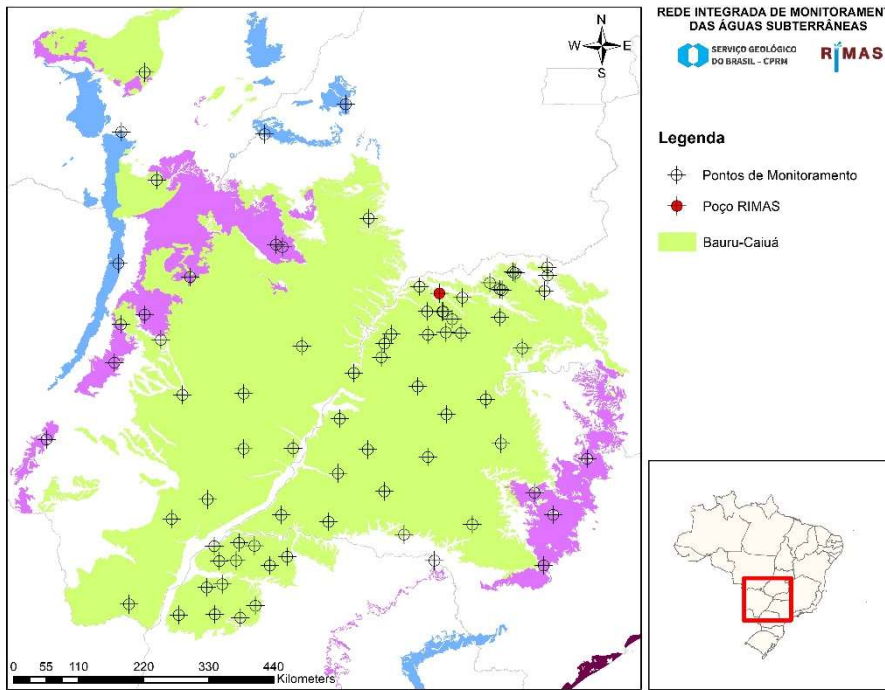 REDE INTEGRADA DE MONITORAMEN
DAS ÁGUAS SUBTERRÂNEAS
SERVIÇO GEOLÓGICO
DO BRASIL – CPRM
RIMAS
N
W E
S
Legenda
Pontos de Monitoramento
Poço RIMAS
Bauru-Caiuá
0 55 110 220 330 440
Kilometers